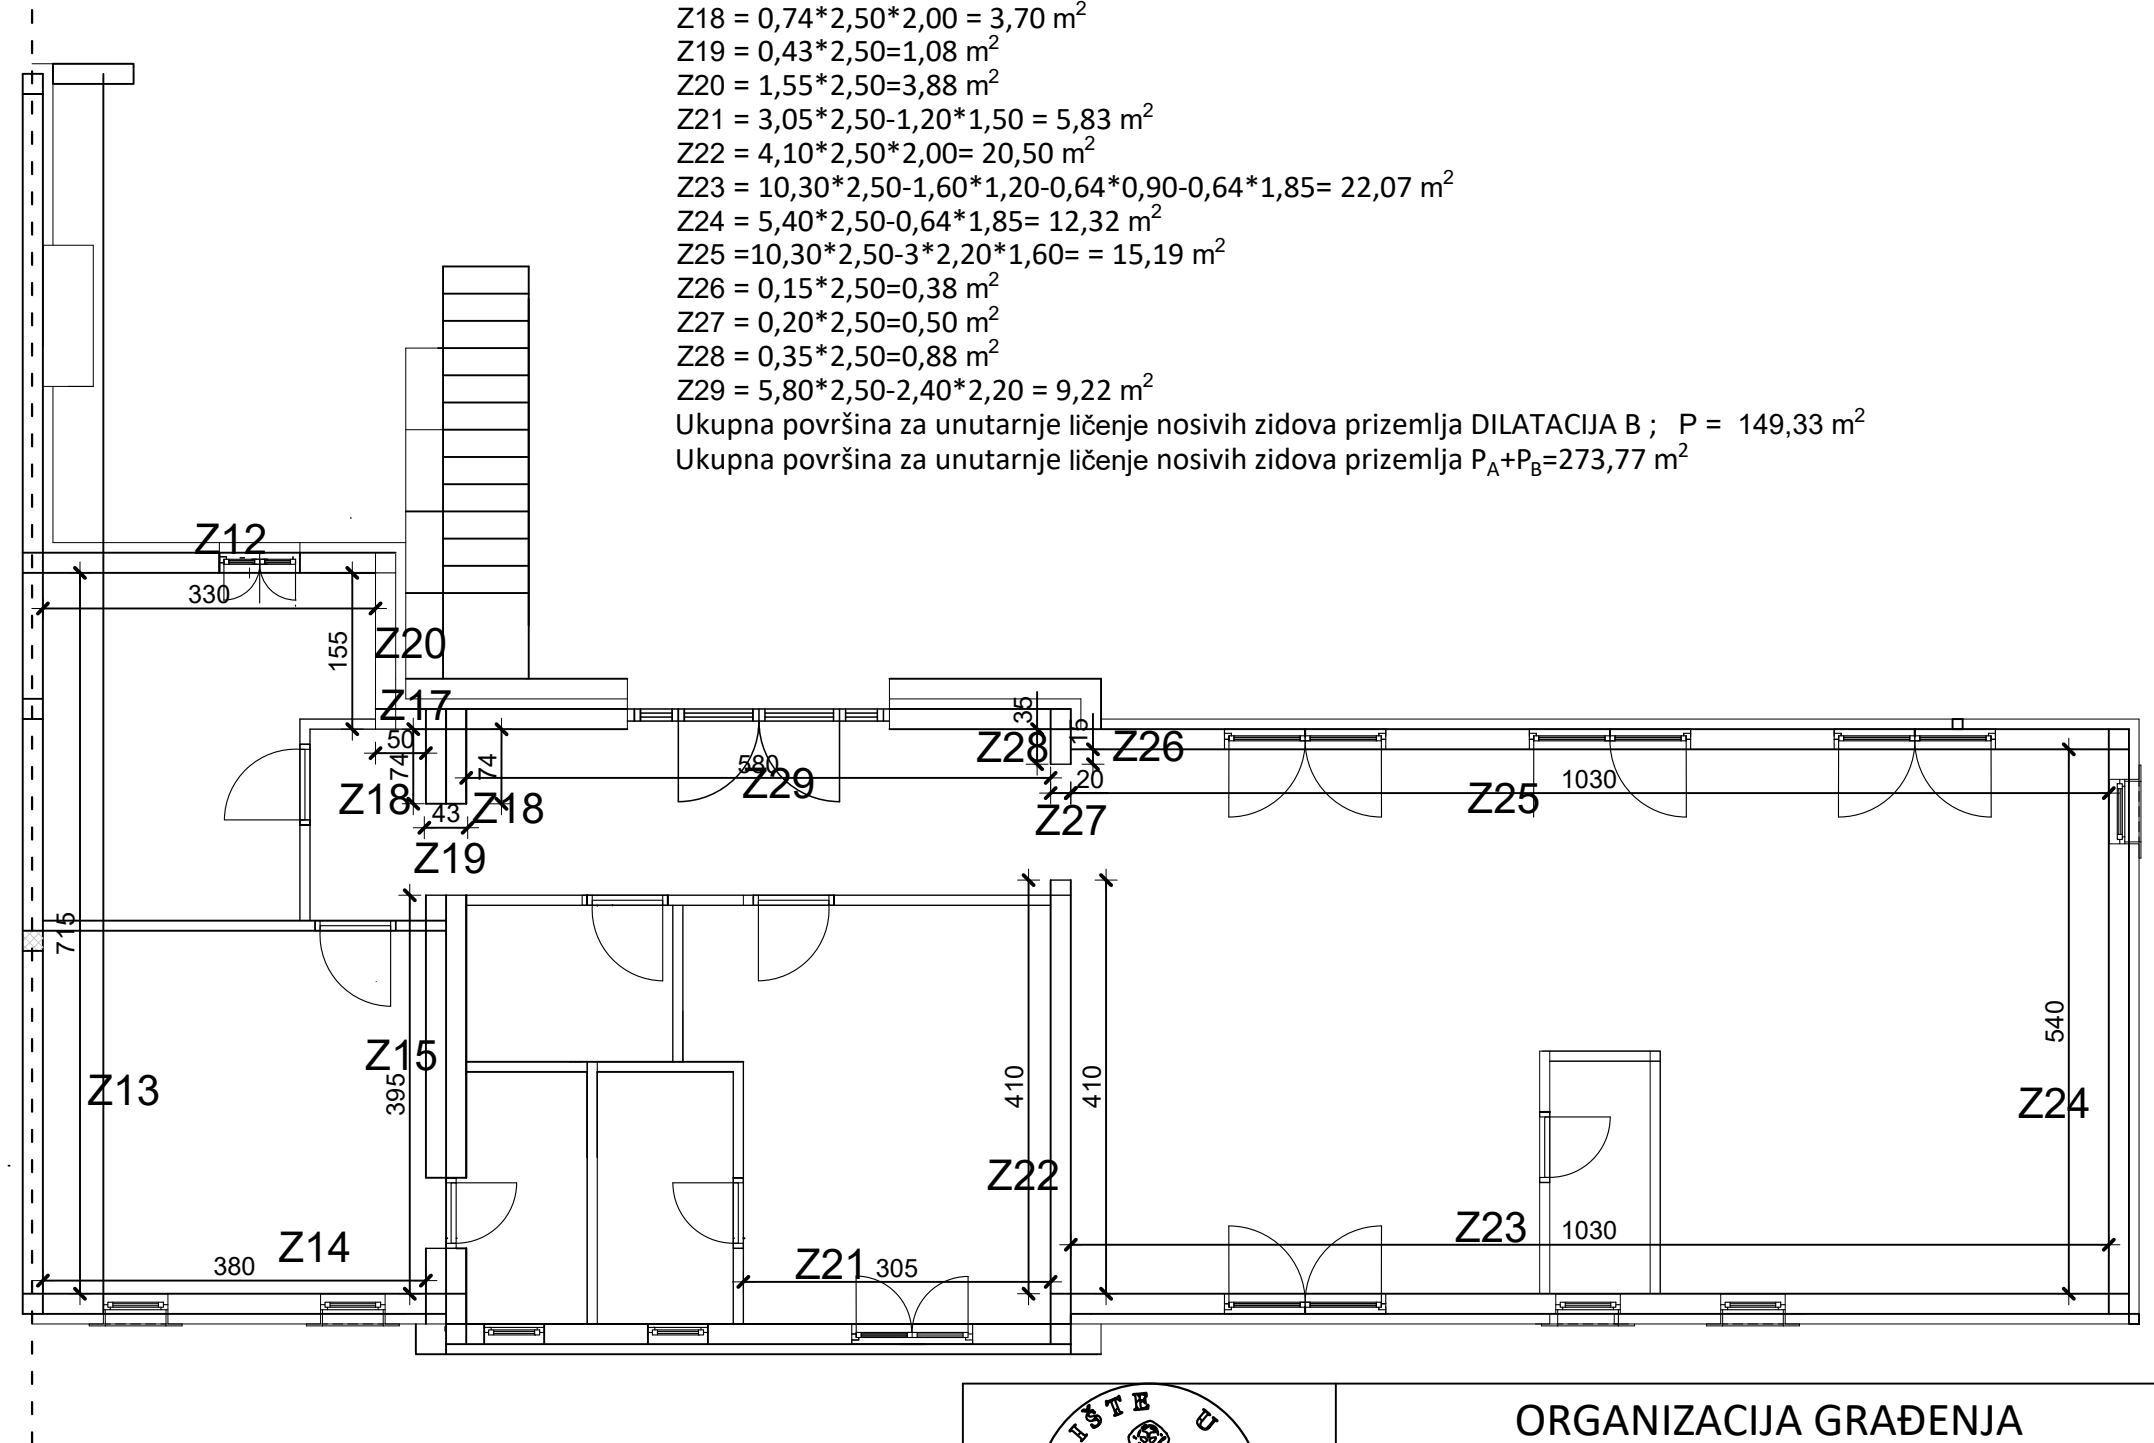 Z18 = 0,74*2,50*2,00 = 3,70 m²
Z19 = 0,43*2,50=1,08 m²
Z20 = 1,55*2,50=3,88 m²
Z21 = 3,05*2,50-1,20*1,50 = 5,83 m²
Z22 = 4,10*2,50*2,00= 20,50 m²
Z23 = 10,30*2,50-1,60*1,20-0,64*0,90-0,64*1,85= 22,07 m²
Z24 = 5,40*2,50-0,64*1,85= 12,32 m²
Z25 =10,30*2,50-3*2,20*1,60= = 15,19 m²
Z26 = 0,15*2,50=0,38 m²
Z27 = 0,20*2,50=0,50 m²
Z28 = 0,35*2,50=0,88 m²
Z29 = 5,80*2,50-2,40*2,20 = 9,22 m²
Ukupna površina za unutarnje ličenje nosivih zidova prizemlja DILATACIJA B ; P = 149,33 m²
Ukupna površina za unutarnje ličenje nosivih zidova prizemlja P_A+P_B=273,77 m²
Z12
330
155
Z20
Z17
50
74
74
Z18
Z18
43
Z19
580
Z29
35
15
Z28
Z26
20
Z27
1030
Z25
715
Z13
Z15
395
410
410
540
Z24
Z22
Z23
1030
Z14
380
Z21
305
IŠTE U
ORGANIZACIJA GRAĐENJA